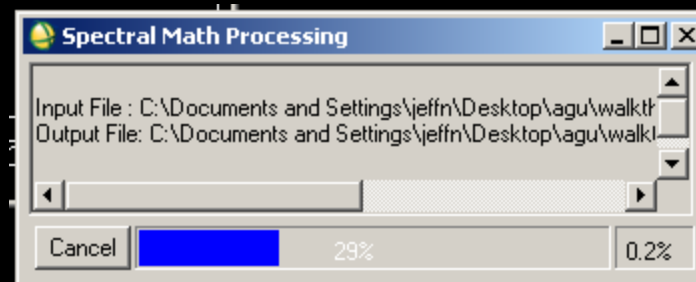 Spectral Math Processing
Input File : C:\Documents and Settings\jeffn\Desktop\agu\walkth
Output File: C:\Documents and Settings\jeffn\Desktop\agu\walkt
Cancel 29% 0.2%